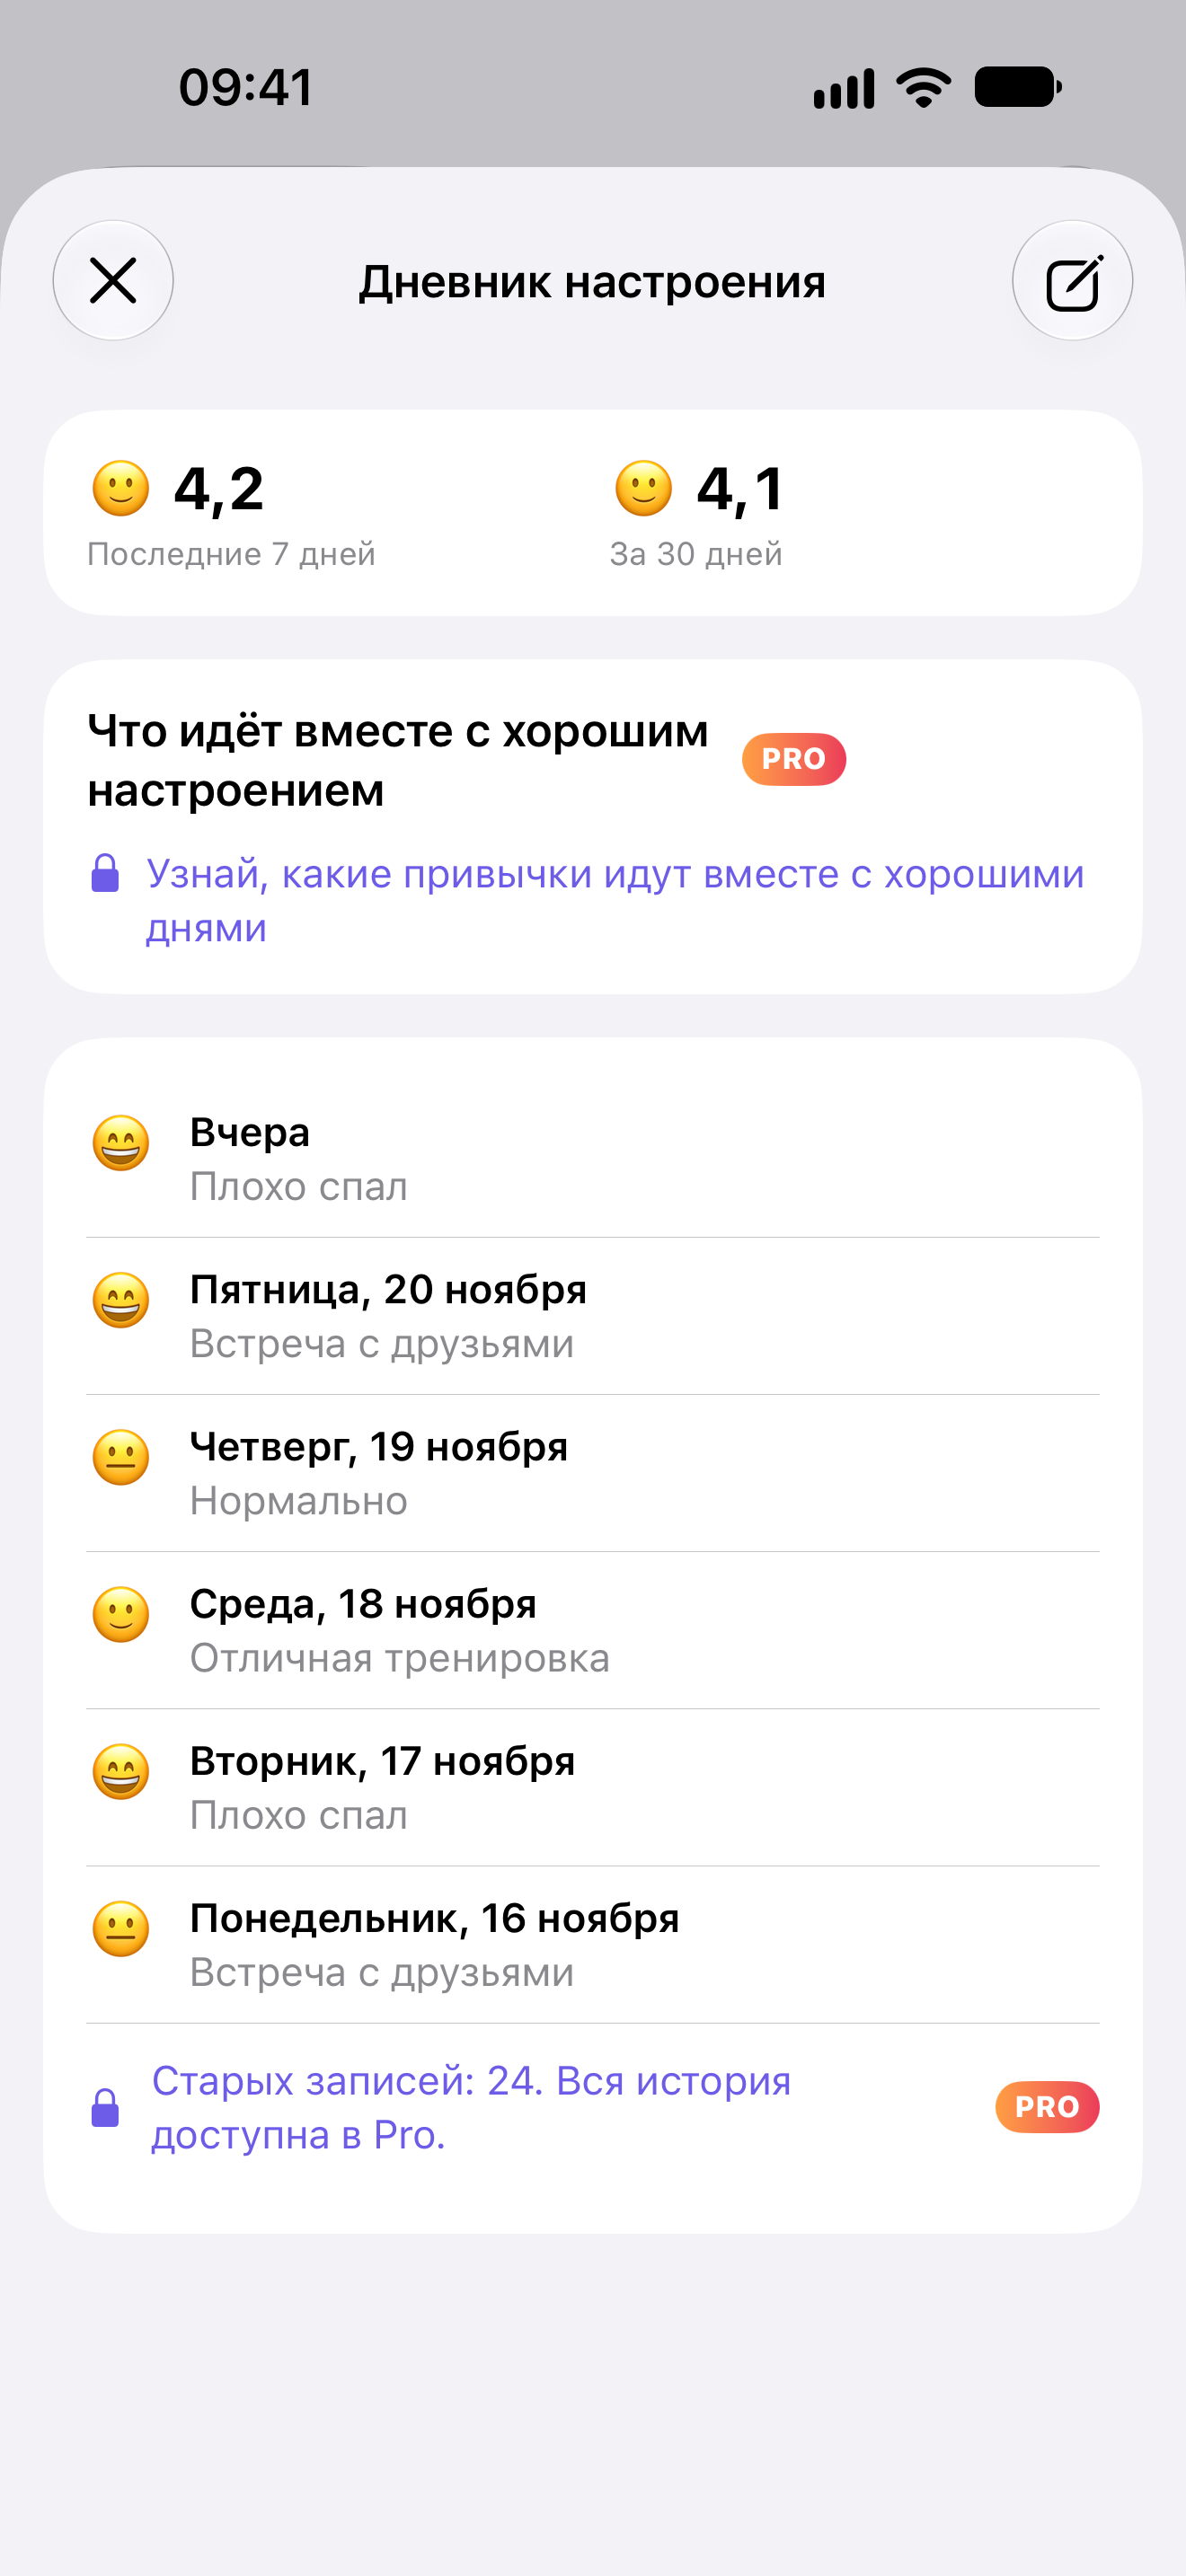 09:41
Дневник настроения
4,2
Последние 7 дней
4,1
За 30 дней
Что идёт вместе с хорошим
настроением
PRO
Узнай, какие привычки идут вместе с хорошими
днями
Вчера
Плохо спал
Пятница, 20 ноября
Встреча с друзьями
Четверг, 19 ноября
Нормально
Среда, 18 ноября
Отличная тренировка
Вторник, 17 ноября
Плохо спал
Понедельник, 16 ноября
Встреча с друзьями
Старых записей: 24. Вся история
доступна в Pro.
PRO